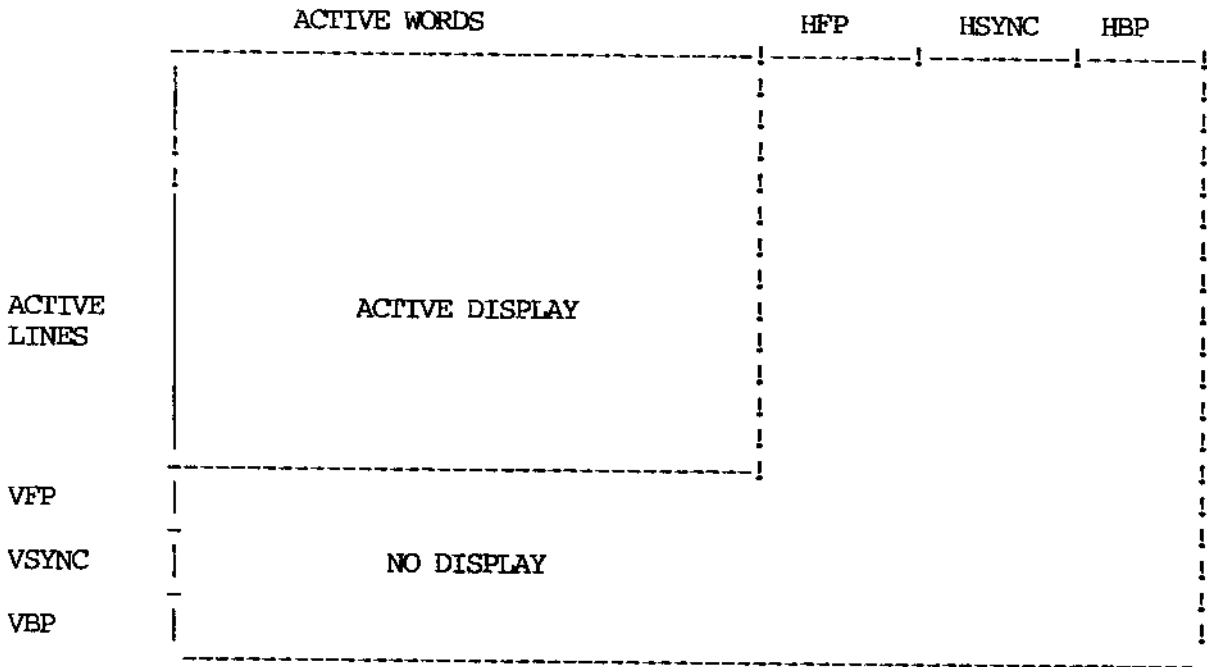 ACTIVE WORDS HFP HSYNC HBP
ACTIVE LINES
ACTIVE DISPLAY
VFP
VSYNC
NO DISPLAY
VBP